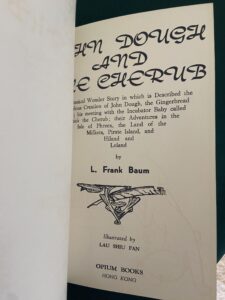 HN DOUGH
AND
E CHERUB
Wonder Story in which is Described the
Creation of John Dough, the Gingerbread
his meeting with the Incubator Baby called
the Cherub; their Adventures in the
Isle of Phreex, the Land of the
Mifkets, Pirate Island, and
Hiland and
Loland
by
L. Frank Baum
Illustrated by
LAU SHIU FAN
OPIUM BOOKS
HONG KONG